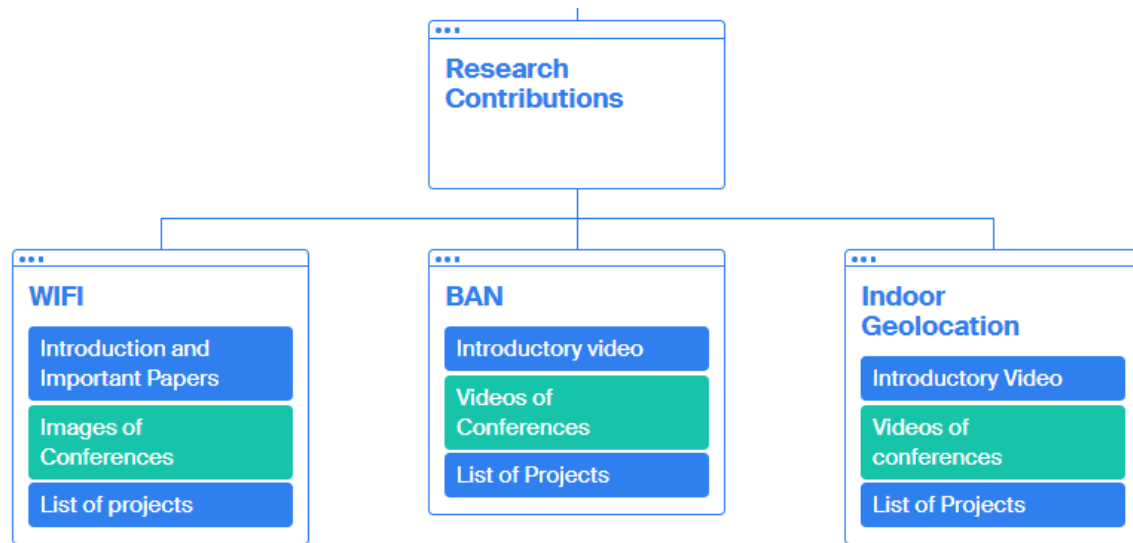 Research
Contributions
WIFI
Introduction and
Important Papers
Images of
Conferences
List of projects
BAN
Introductory video
Videos of
Conferences
List of Projects
Indoor
Geolocation
Introductory Video
Videos of
conferences
List of Projects